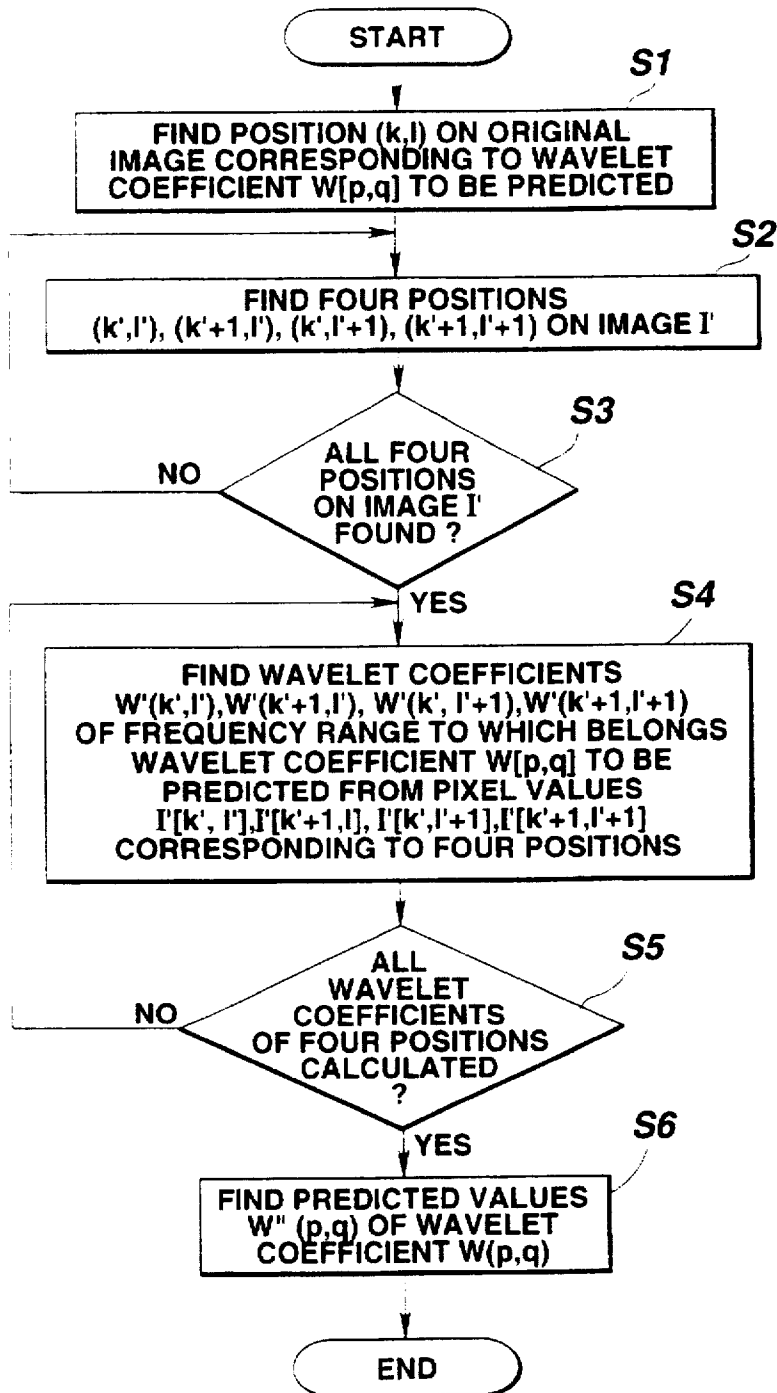 START
S1
FIND POSITION (k,l) ON ORIGINAL
IMAGE CORRESPONDING TO WAVELET
COEFFICIENT W[p,q] TO BE PREDICTED
S2
FIND FOUR POSITIONS
(k',l'), (k'+1,l'), (k',l'+1), (k'+1,l'+1) ON IMAGE I'
S3
ALL FOUR
POSITIONS
ON IMAGE I'
FOUND ?
NO
YES
S4
FIND WAVELET COEFFICIENTS
W'(k',l'),W'(k'+1,l'), W'(k', l'+1),W'(k'+1,l'+1)
OF FREQUENCY RANGE TO WHICH BELONGS
WAVELET COEFFICIENT W[p,q] TO BE
PREDICTED FROM PIXEL VALUES
I'[k', l'],I'[k'+1,l], I'[k',l'+1],I'[k'+1,l'+1]
CORRESPONDING TO FOUR POSITIONS
S5
ALL
WAVELET
COEFFICIENTS
OF FOUR POSITIONS
CALCULATED
?
NO
YES
S6
FIND PREDICTED VALUES
W" (p,q) OF WAVELET
COEFFICIENT W(p,q)
END